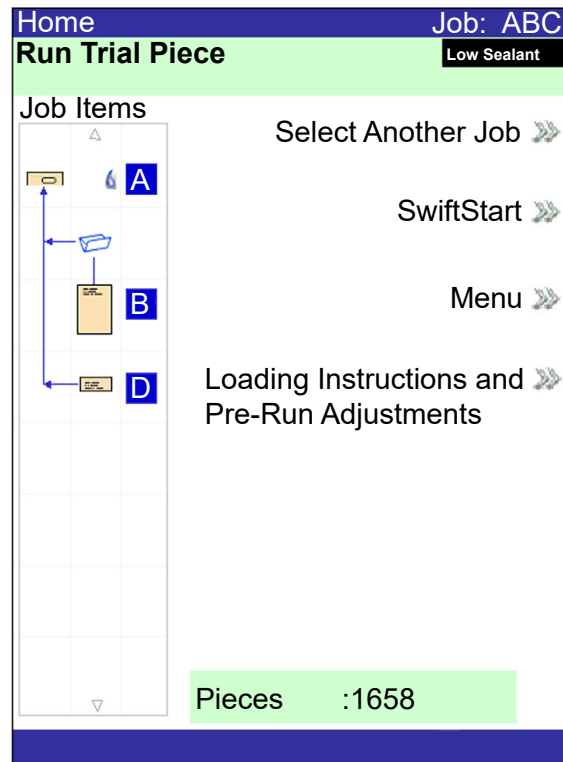 Home Job: ABC
Run Trial Piece Low Sealant
Job Items
Select Another Job
A
SwiftStart
B
Menu
D
Loading Instructions and
Pre-Run Adjustments
Pieces :1658